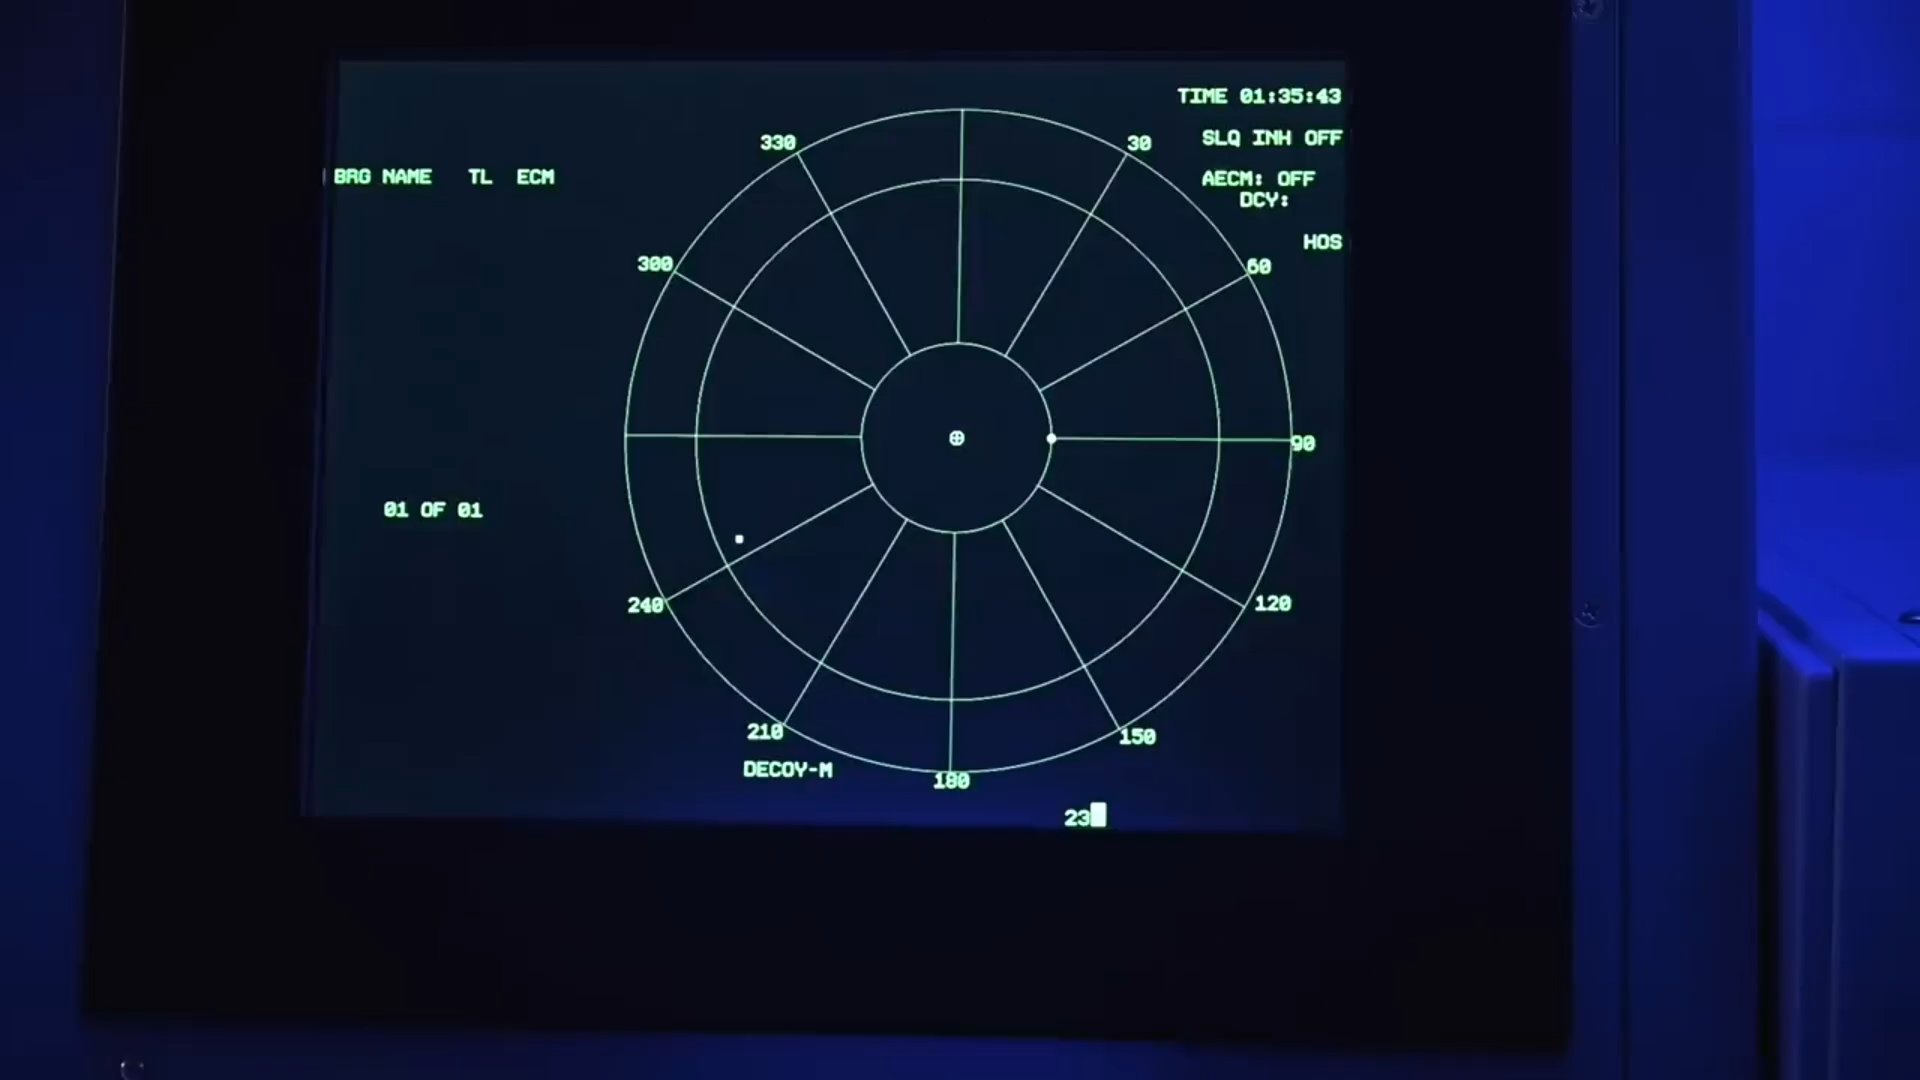 TIME 01:35:43
SLQ INH OFF
AECM: OFF
DCY:
HOS
BRG NAME TL ECM
01 OF 01
330
30
300
60
90
240
120
210
150
180
DECOY-M
23